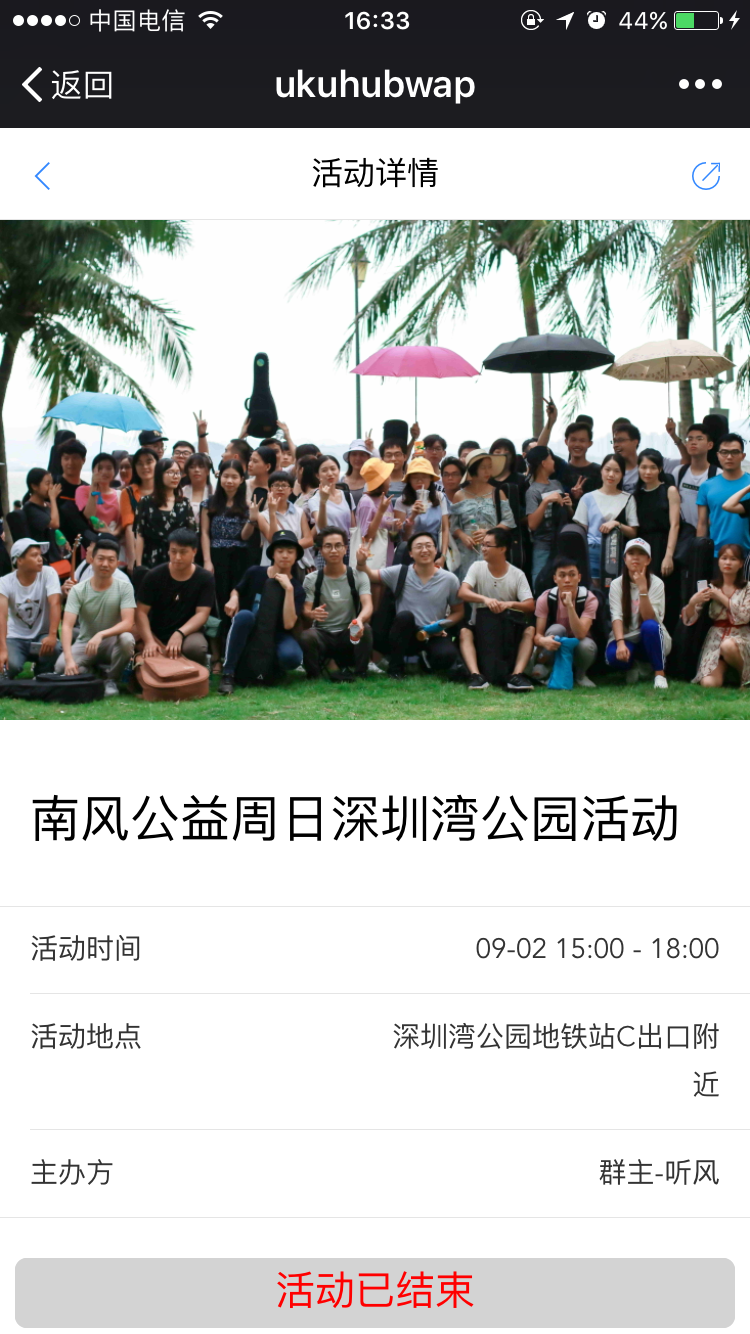 中国电信 16:33 44%
返回 ukuhubwap
活动详情
南风公益周日深圳湾公园活动
活动时间 09-02 15:00 - 18:00
活动地点 深圳湾公园地铁站C出口附
近
主办方 群主-听风
活动已结束